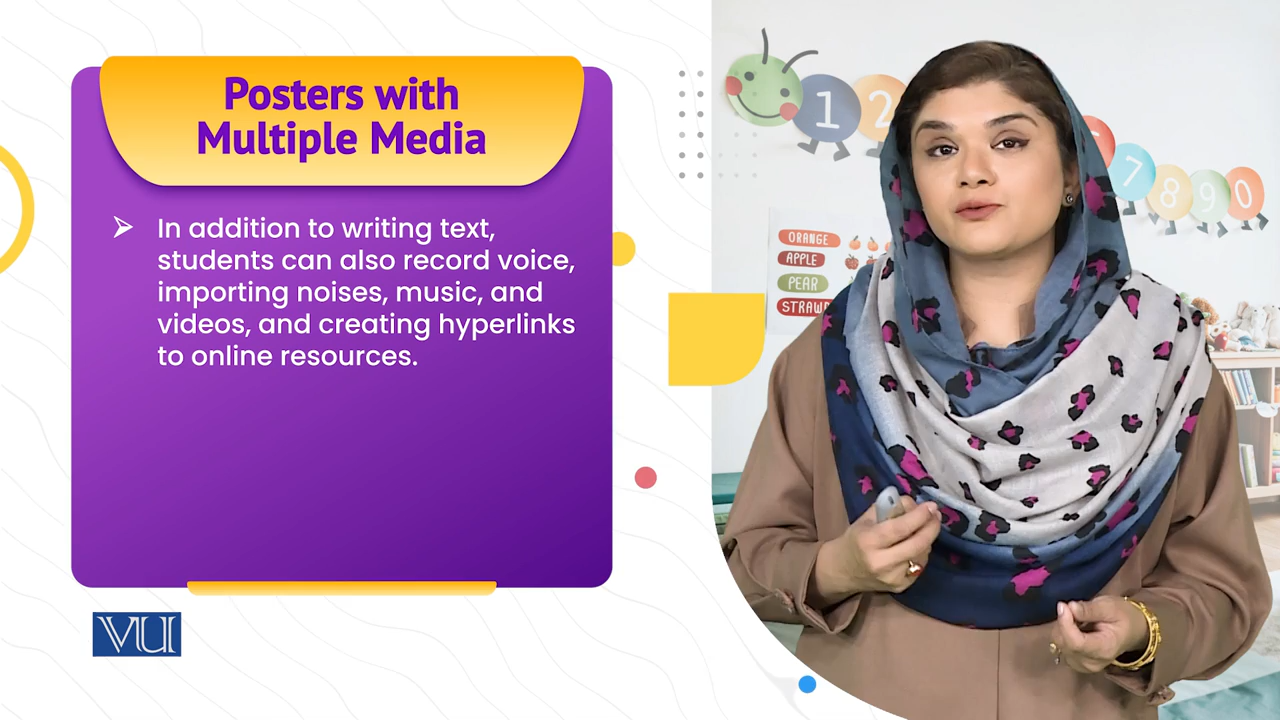 Posters with
Multiple Media
In addition to writing text,
students can also record voice,
importing noises, music, and
videos, and creating hyperlinks
to online resources.
VU
1 2
7 8 9 0
ORANGE
APPLE
PEAR